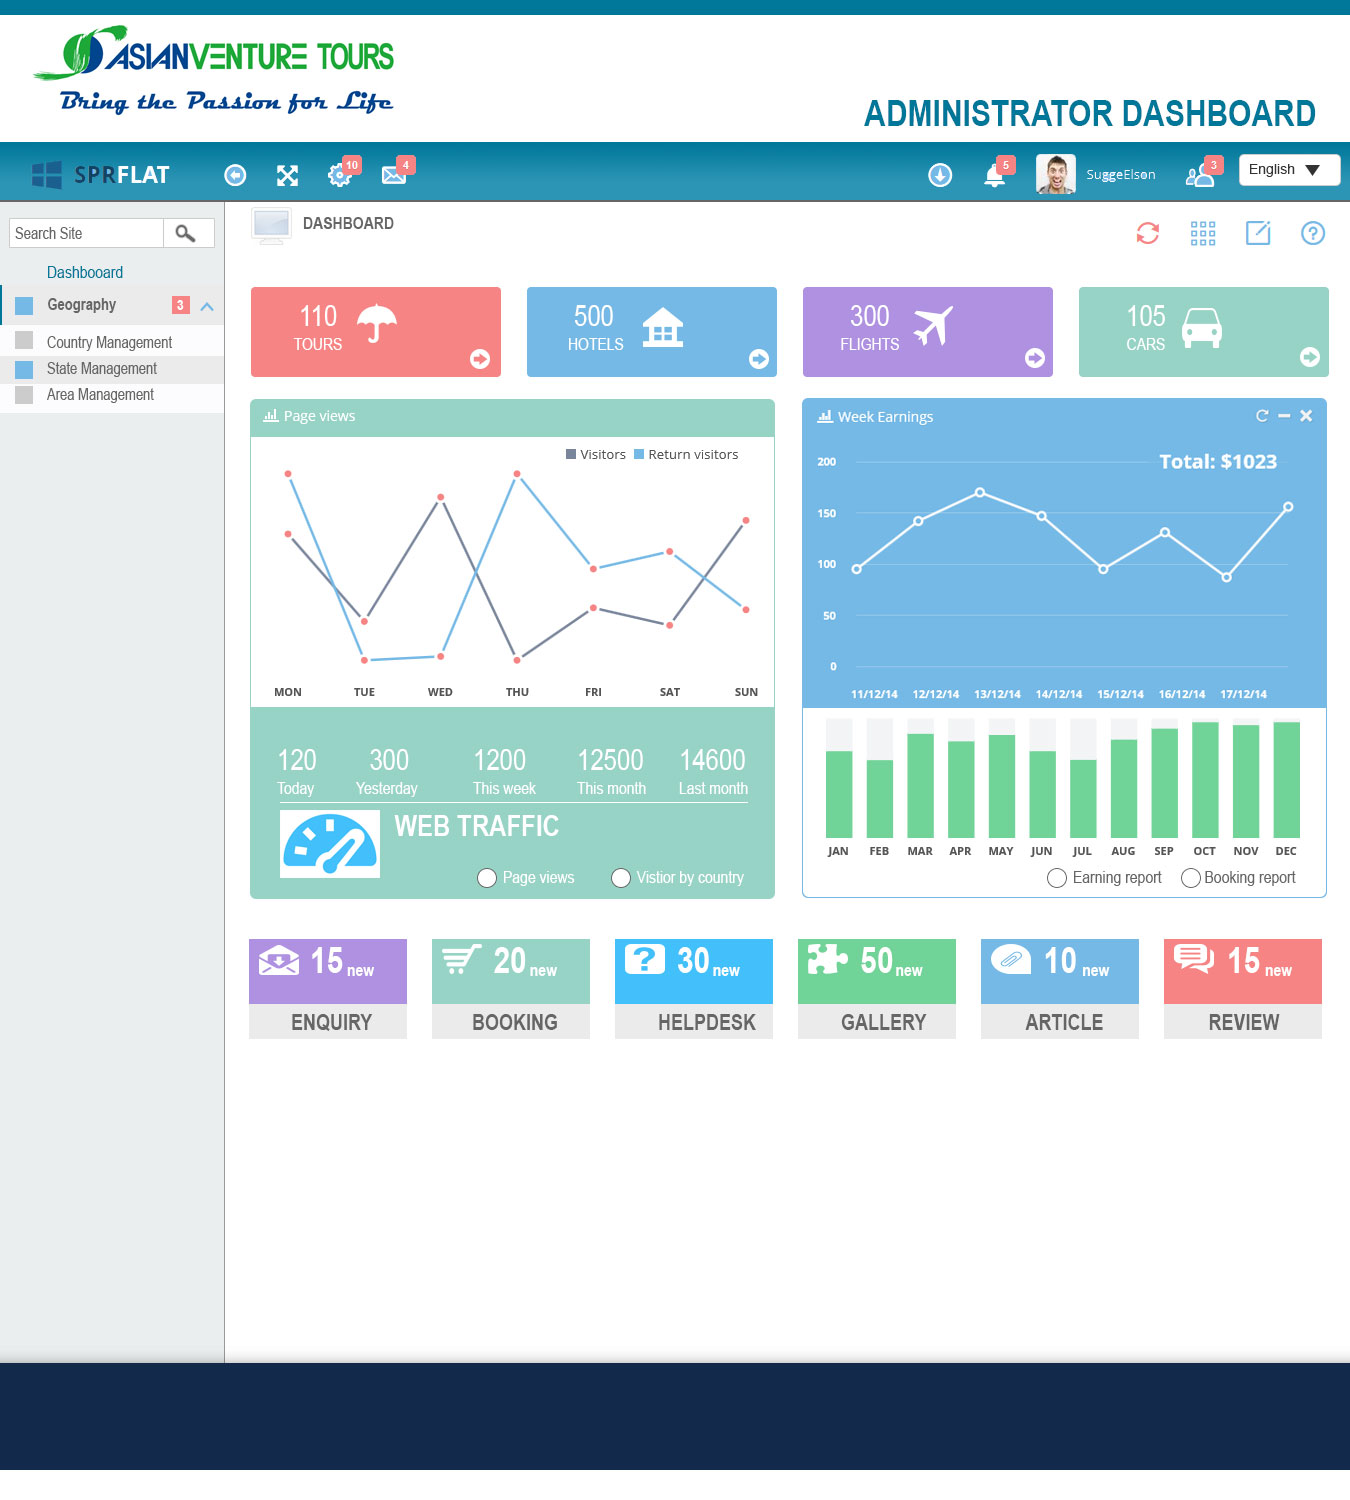 ASIANVENTURE TOURS
Bring the Passion for Life
ADMINISTRATOR DASHBOARD
SPRFLAT
10
4
5
SuggeElson
3
English
Search Site
DASHBOARD
Dashbooard
Geography 3
Country Management
State Management
Area Management
110
TOURS
500
HOTELS
300
FLIGHTS
105
CARS
Page views
Visitors Return visitors
MON TUE WED THU FRI SAT SUN
120 300 1200 12500 14600
Today Yesterday This week This month Last month
WEB TRAFFIC
Page views Vistior by country
Week Earnings
Total: $1023
200
150
100
50
0
11/12/14 12/12/14 13/12/14 14/12/14 15/12/14 16/12/14 17/12/14
JAN FEB MAR APR MAY JUN JUL AUG SEP OCT NOV DEC
Earning report Booking report
15 new
ENQUIRY
20 new
BOOKING
30 new
HELPDESK
50 new
GALLERY
10 new
ARTICLE
15 new
REVIEW